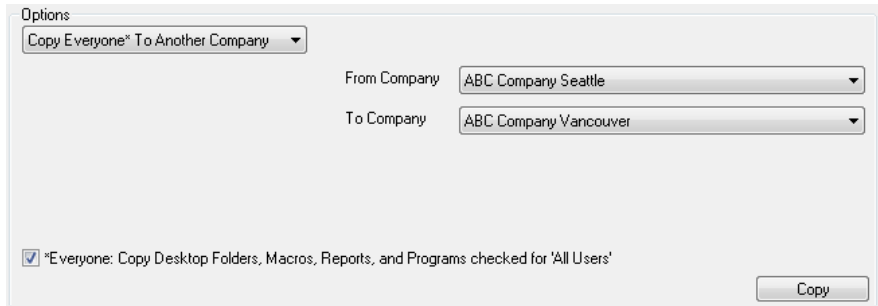 Options
Copy Everyone* To Another Company
From Company ABC Company Seattle
To Company ABC Company Vancouver
*Everyone: Copy Desktop Folders, Macros, Reports, and Programs checked for 'All Users'
Copy